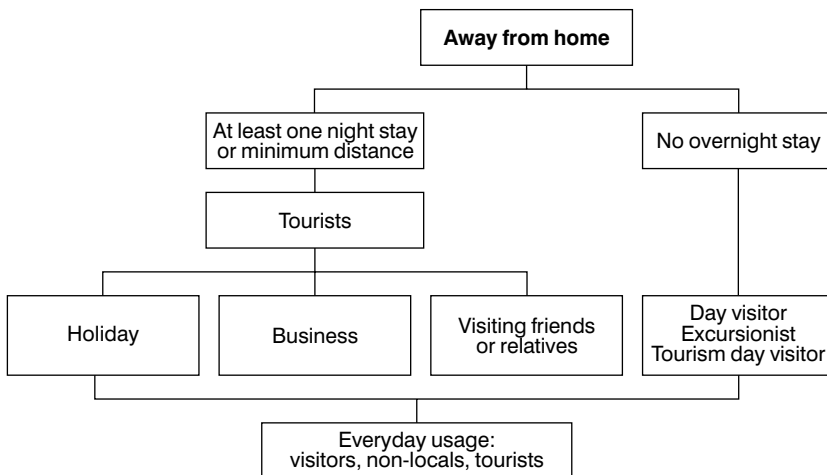 Away from home
At least one night stay
or minimum distance
No overnight stay
Tourists
Holiday
Business
Visiting friends
or relatives
Day visitor
Excursionist
Tourism day visitor
Everyday usage:
visitors, non-locals, tourists